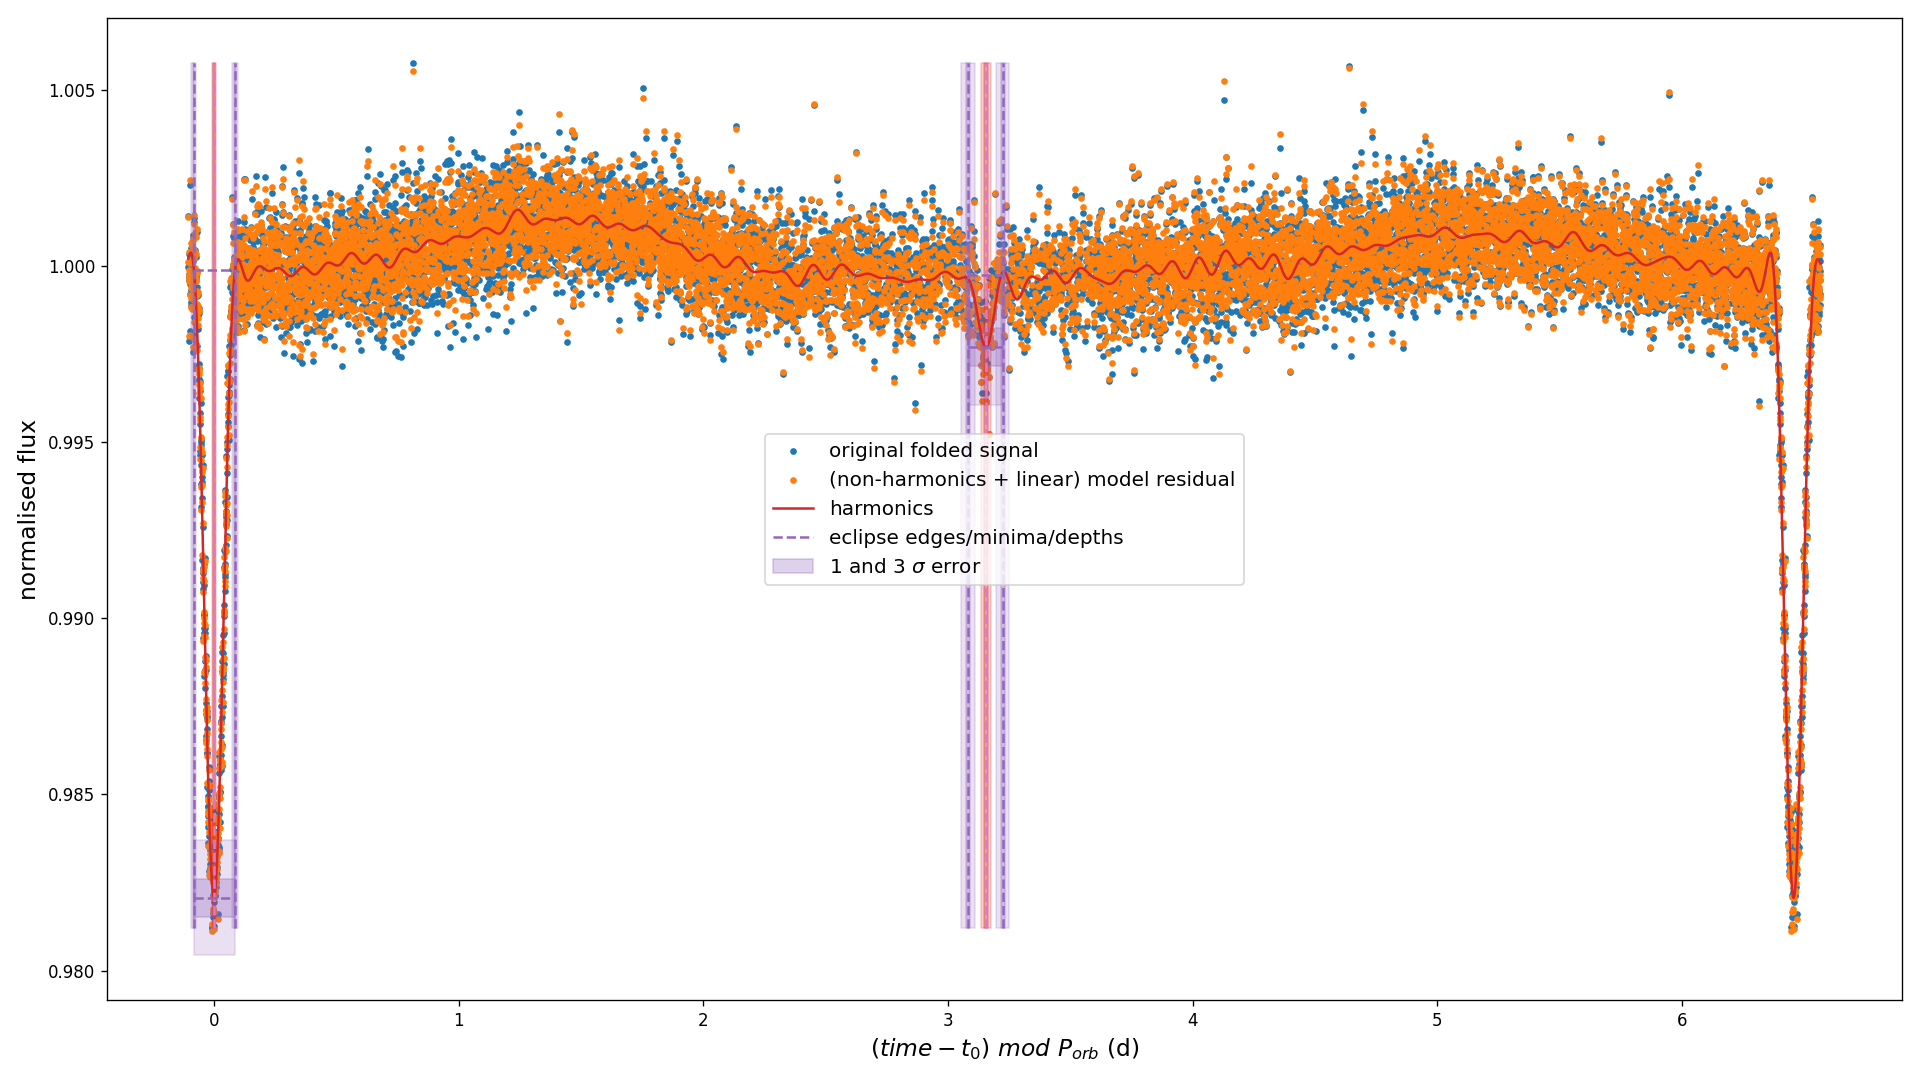 normalised flux
1.005
1.000
0.995
0.990
0.985
0.980
original folded signal
(non-harmonics + linear) model residual
harmonics
eclipse edges/minima/depths
1 and 3 σ error
0 1 2 3 4 5 6
(time − t₀) mod Pₒᵣb (d)